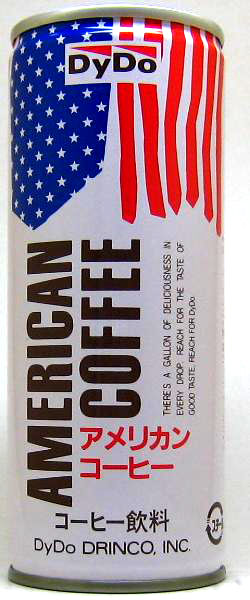 DyDo
AMERICAN
COFFEE
THERE'S A GALLON OF DELICIOUSNESS IN
EVERY DROP. REACH FOR THE TASTE OF
GOOD TASTE. REACH FOR DyDo.
アメリカン
コーヒー
コーヒー飲料
DyDo DRINCO, INC.